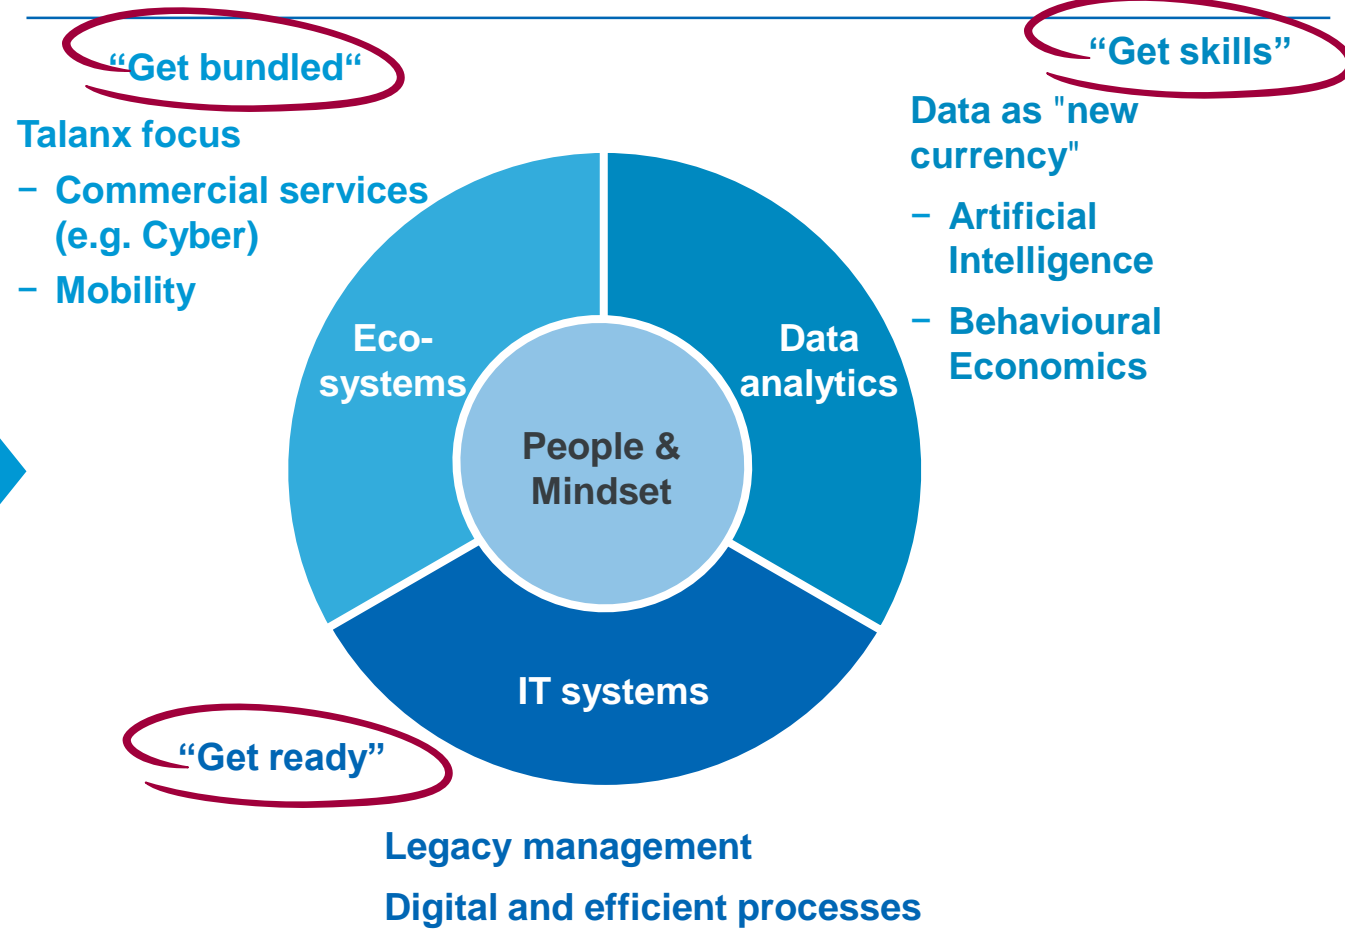 “Get bundled“
Talanx focus
− Commercial services
(e.g. Cyber)
− Mobility
“Get skills”
Data as "new
currency"
− Artificial
Intelligence
− Behavioural
Economics
Eco-
systems
Data
analytics
People &
Mindset
IT systems
“Get ready”
Legacy management
Digital and efficient processes